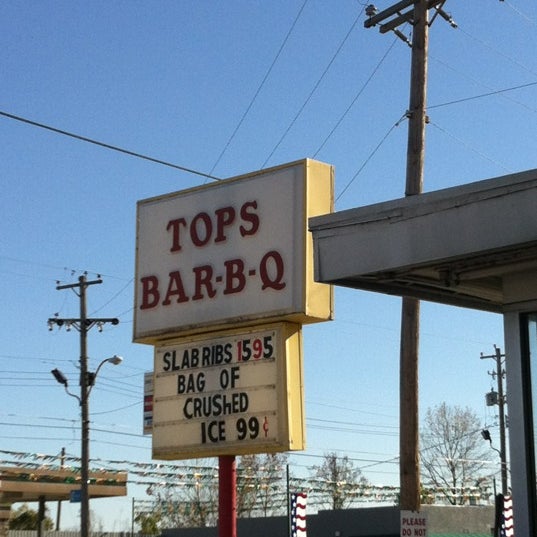 TOPS
BAR-B-Q
SLAB RIBS 1595
BAG OF
CRUSHED
ICE 99¢
PLEASE
DO NOT